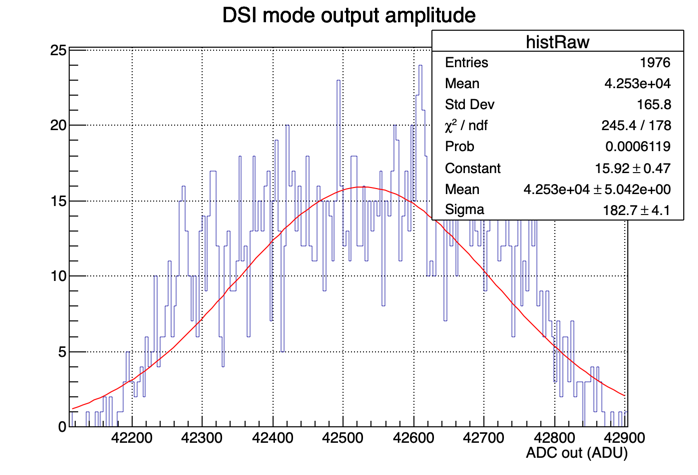 DSI mode output amplitude
histRaw
Entries 1976
Mean 4.253e+04
Std Dev 165.8
χ² / ndf 245.4 / 178
Prob 0.0006119
Constant 15.92 ± 0.47
Mean 4.253e+04 ± 5.042e+00
Sigma 182.7 ± 4.1
25
20
15
10
5
0
42200 42300 42400 42500 42600 42700 42800 42900
ADC out (ADU)